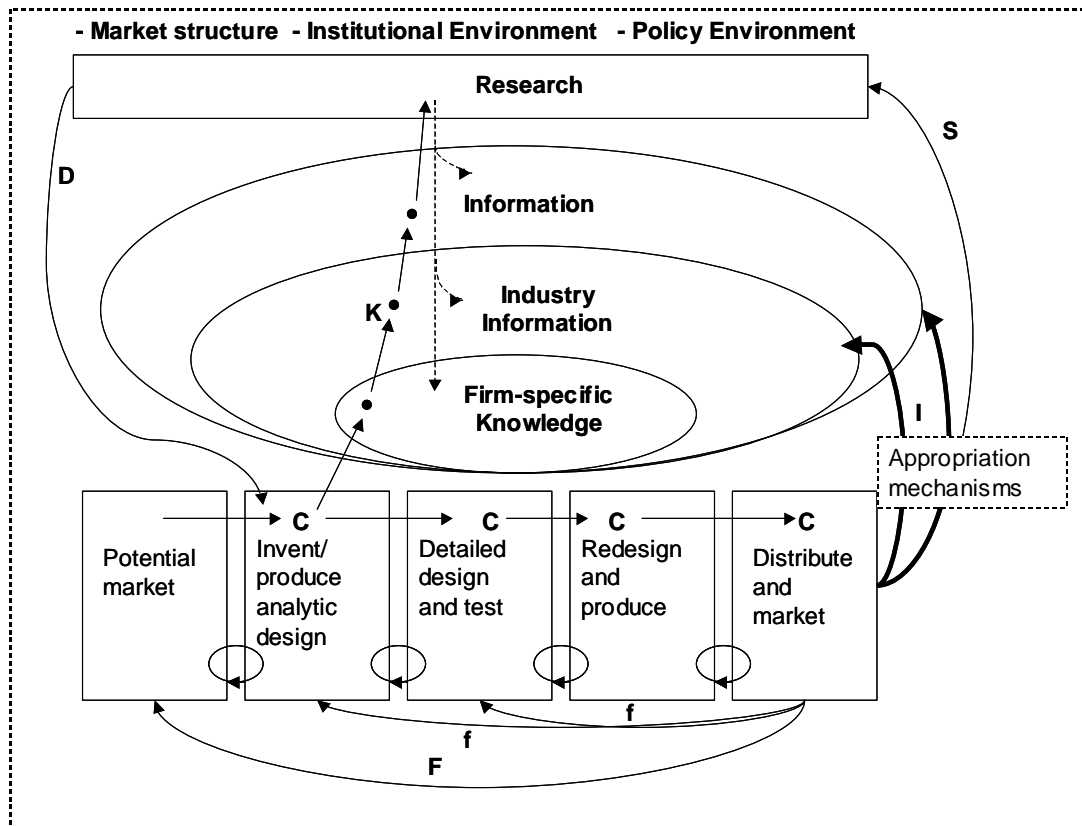 - Market structure - Institutional Environment - Policy Environment
Research
S
D
Information
K
Industry
Information
Firm-specific
Knowledge
I
Appropriation
mechanisms
C
C
C
C
Potential
market
Invent/
produce
analytic
design
Detailed
design
and test
Redesign
and
produce
Distribute
and
market
f
f
F